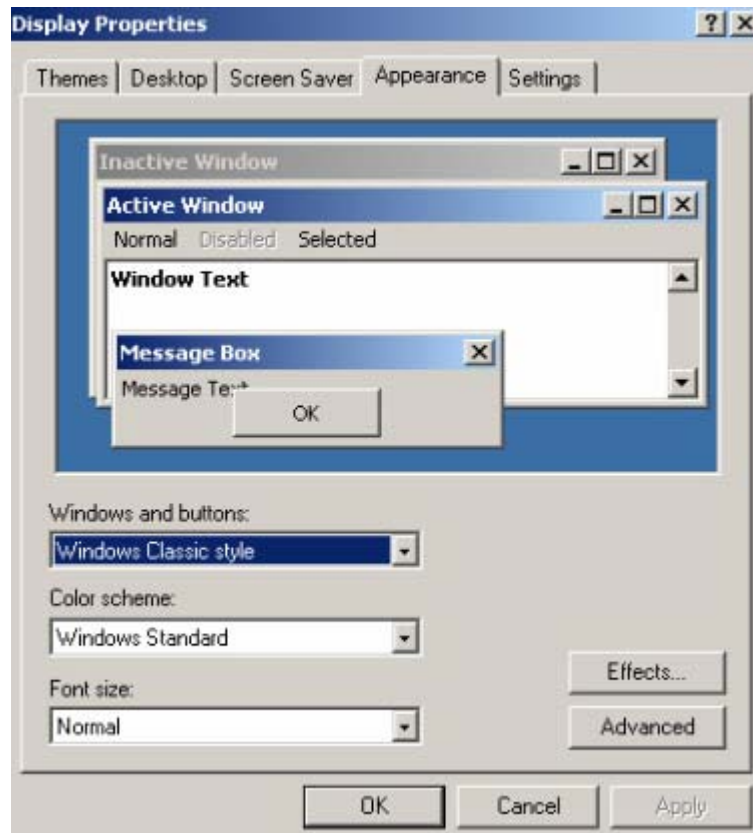 Display Properties
Themes Desktop Screen Saver Appearance Settings
Inactive Window
Active Window
Normal Disabled Selected
Window Text
Message Box
Message Text
OK
Windows and buttons:
Windows Classic style
Color scheme:
Windows Standard
Effects...
Font size:
Normal
Advanced
OK Cancel Apply